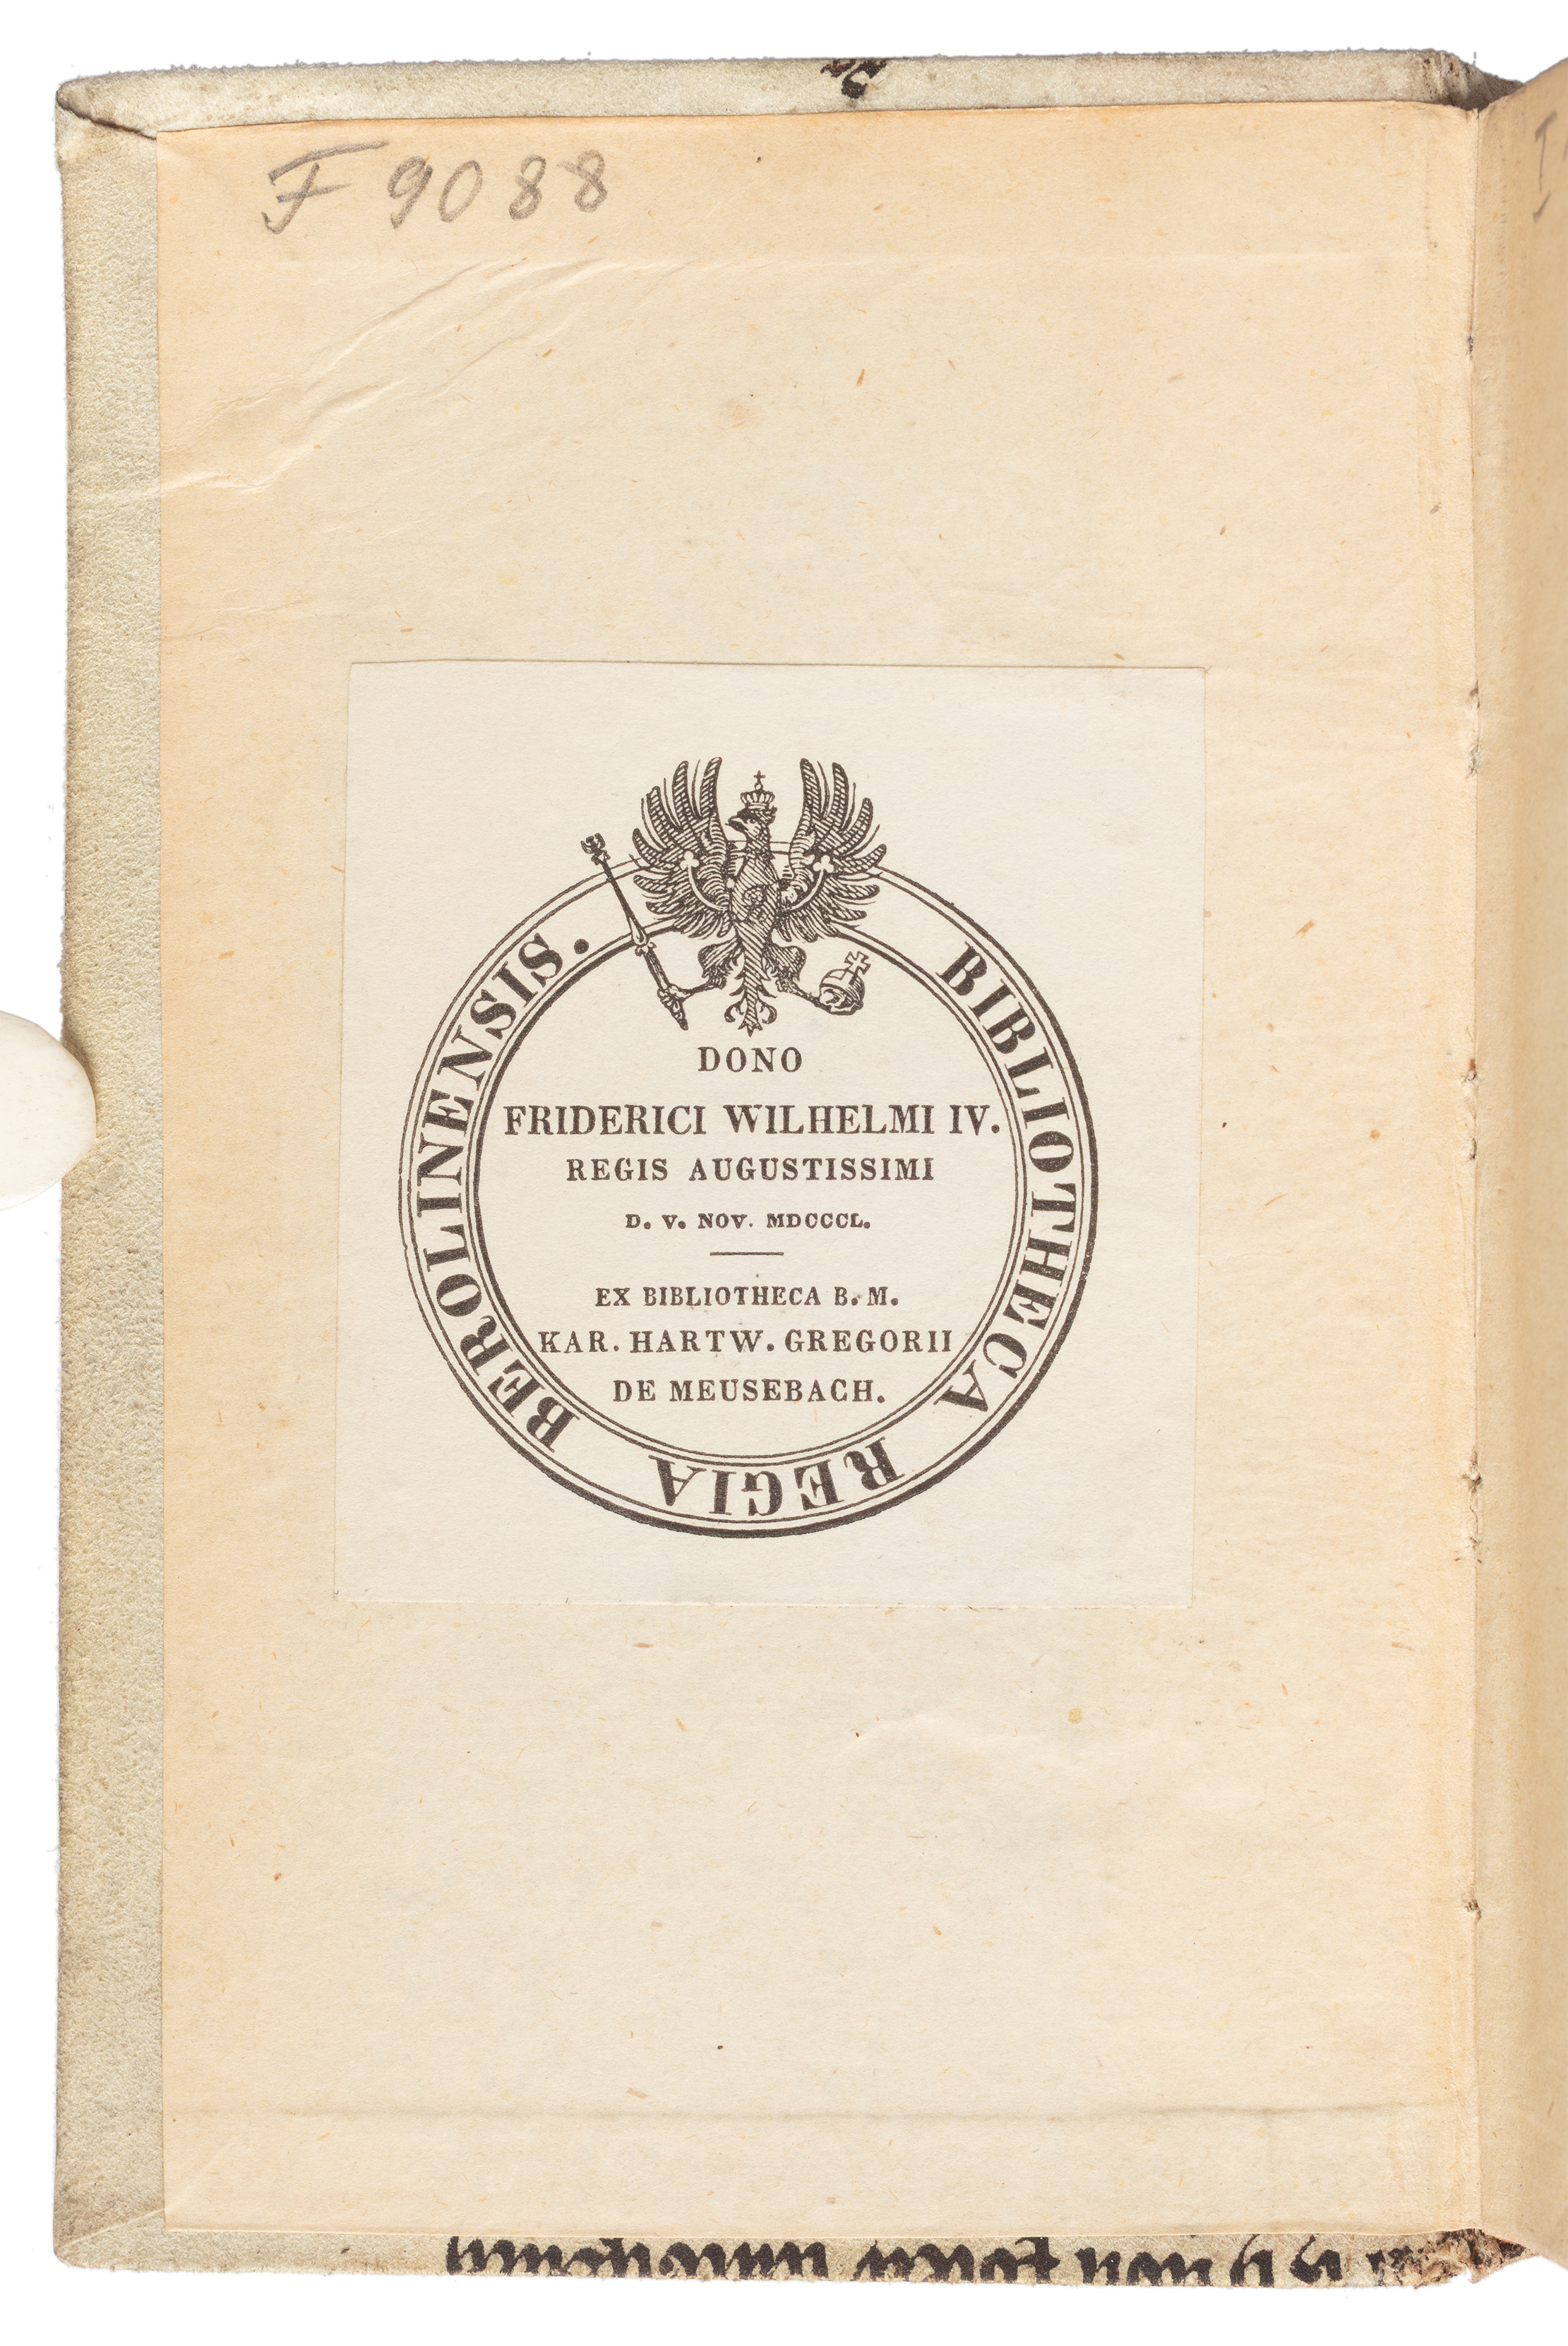 F 9088
BIBLIOTHECA REGIA BEROLINENSIS.
DONO
FRIDERICI WILHELMI IV.
REGIS AUGUSTISSIMI
D. V. NOV. MDCCCL.
EX BIBLIOTHECA B. M.
KAR. HARTW. GREGORII
DE MEUSEBACH.